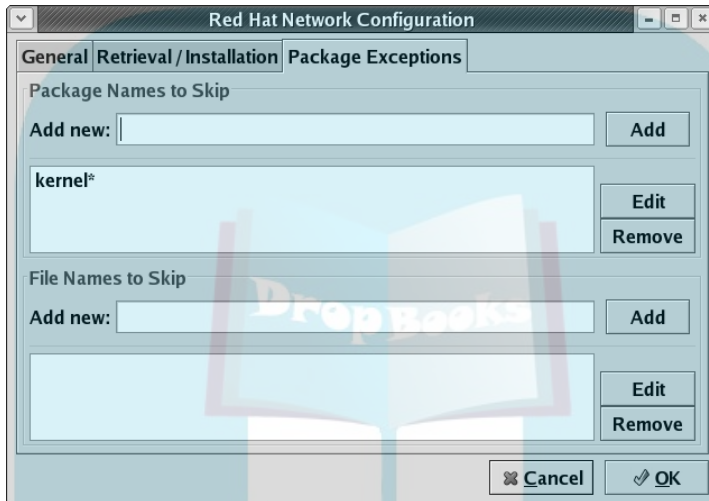 Red Hat Network Configuration
General Retrieval / Installation Package Exceptions
Package Names to Skip
Add new: Add
kernel*
Edit
Remove
File Names to Skip
DropBooks
Add new: Add
Edit
Remove
Cancel OK